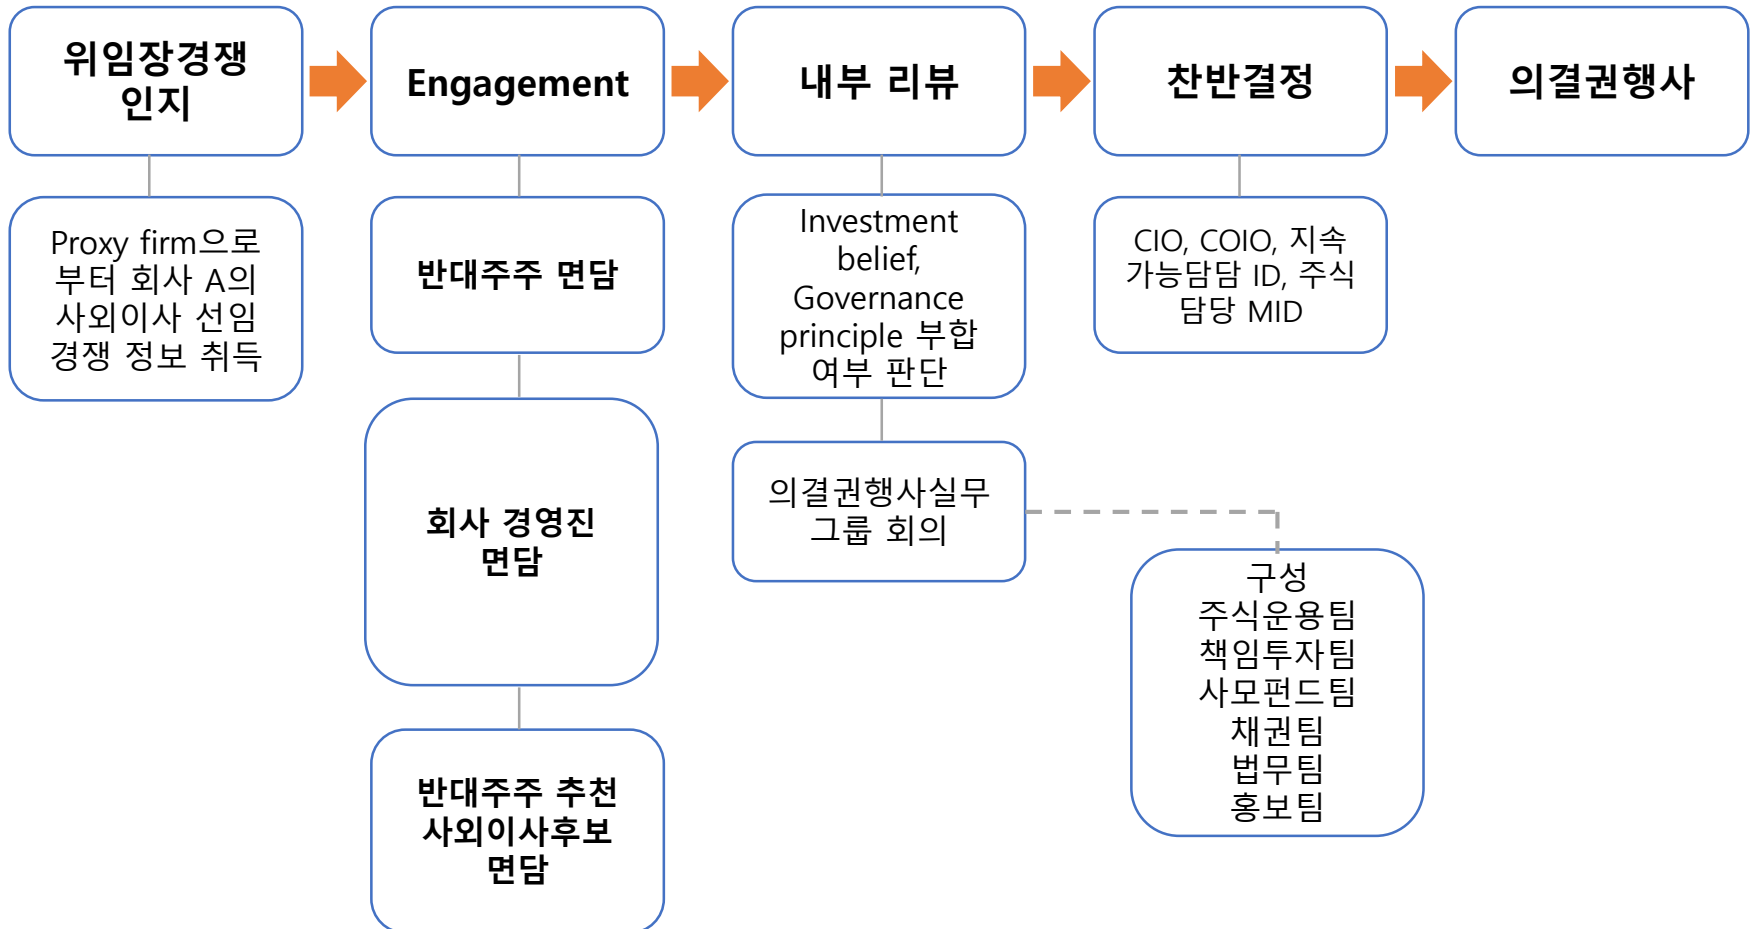 위임장경쟁
인지
Engagement
내부 리뷰
찬반결정
의결권행사
Proxy firm으로
부터 회사 A의
사외이사 선임
경쟁 정보 취득
반대주주 면담
회사 경영진
면담
반대주주 추천
사외이사후보
면담
Investment
belief,
Governance
principle 부합
여부 판단
의결권행사실무
그룹 회의
CIO, COIO, 지속
가능담담 ID, 주식
담당 MID
구성
주식운용팀
책임투자팀
사모펀드팀
채권팀
법무팀
홍보팀